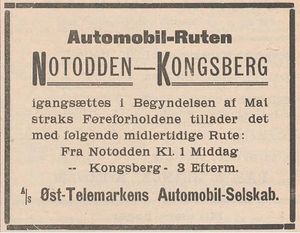 Automobil-Ruten
NOTODDEN—KONGSBERG
igangsættes i Begyndelsen af Mai
straks Foreforholdene tillader det
med følgende midlertidige Rute:
Fra Notodden Kl. 1 Middag
-- Kongsberg - 3 Efterm.
A/s Øst-Telemarkens Automobil-Selskab.